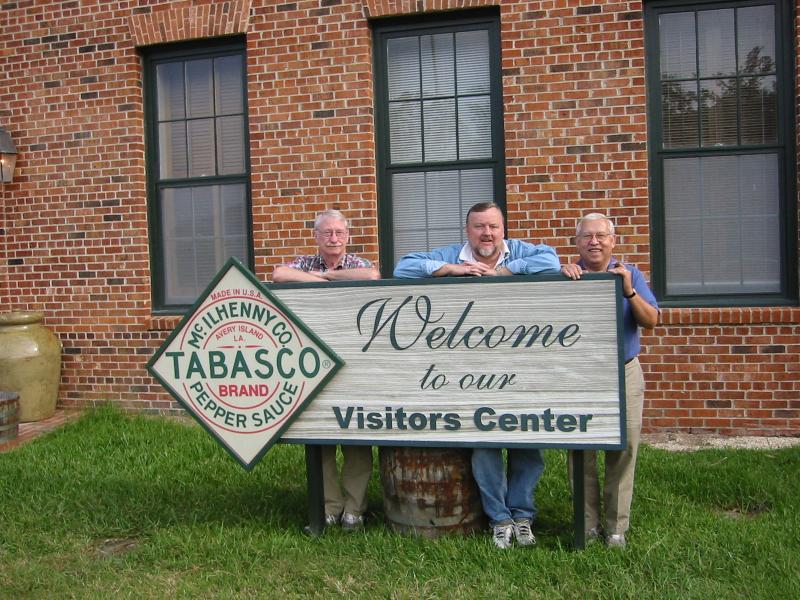 MADE IN U.S.A.
McILHENNY CO.
AVERY ISLAND
LA.
TABASCO®
BRAND
PEPPER SAUCE
Welcome
to our
Visitors Center